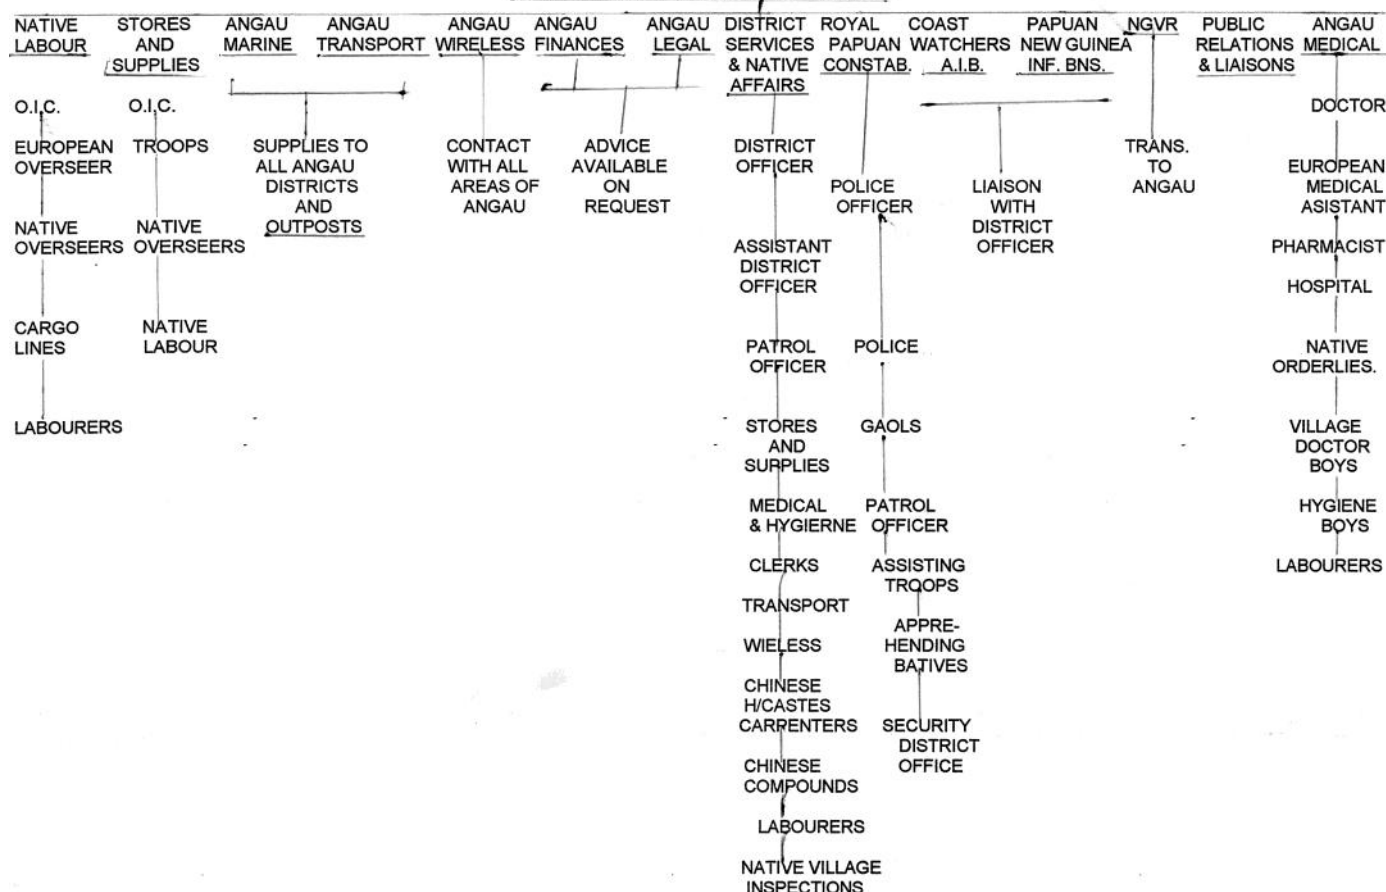 NATIVE
LABOUR
O.I.C.
EUROPEAN
OVERSEER
NATIVE
OVERSEERS
CARGO
LINES
LABOURERS
STORES
AND
SUPPLIES
O.I.C.
TROOPS
NATIVE
OVERSEERS
NATIVE
LABOUR
ANGAU
MARINE
ANGAU
TRANSPORT
SUPPLIES TO
ALL ANGAU
DISTRICTS
AND
OUTPOSTS
ANGAU
WIRELESS
CONTACT
WITH ALL
AREAS OF
ANGAU
ANGAU
FINANCES
ANGAU
LEGAL
ADVICE
AVAILABLE
ON
REQUEST
DISTRICT
SERVICES
& NATIVE
AFFAIRS
DISTRICT
OFFICER
ASSISTANT
DISTRICT
OFFICER
PATROL
OFFICER
STORES
AND
SUPPLIES
MEDICAL
& HYGIERNE
CLERKS
TRANSPORT
WIELESS
CHINESE
H/CASTES
CARPENTERS
CHINESE
COMPOUNDS
LABOURERS
NATIVE VILLAGE
INSPECTIONS
ROYAL
PAPUAN
CONSTAB.
POLICE
OFFICER
POLICE
GAOLS
PATROL
OFFICER
ASSISTING
TROOPS
APPRE-
HENDING
BATIVES
SECURITY
DISTRICT
OFFICE
COAST
WATCHERS
A.I.B.
PAPUAN
NEW GUINEA
INF. BNS.
LIAISON
WITH
DISTRICT
OFFICER
NGVR
TRANS.
TO
ANGAU
PUBLIC
RELATIONS
& LIAISONS
ANGAU
MEDICAL
DOCTOR
EUROPEAN
MEDICAL
ASISTANT
PHARMACIST
HOSPITAL
NATIVE
ORDERLIES.
VILLAGE
DOCTOR
BOYS
HYGIENE
BOYS
LABOURERS